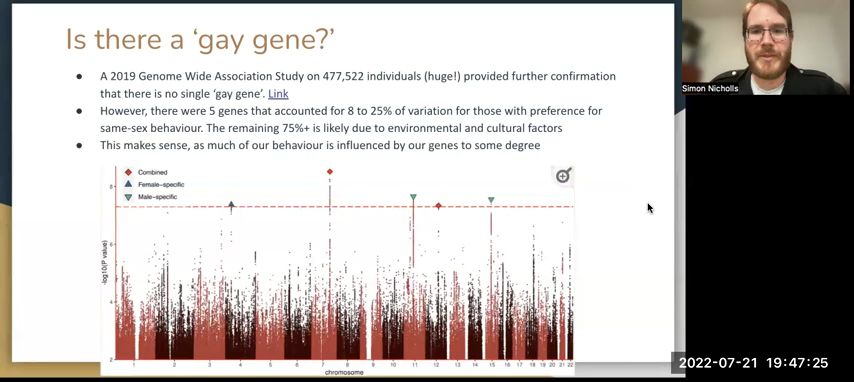 Is there a 'gay gene?'
● A 2019 Genome Wide Association Study on 477,522 individuals (huge!) provided further confirmation
that there is no single 'gay gene'. Link
● However, there were 5 genes that accounted for 8 to 25% of variation for those with preference for
same-sex behaviour. The remaining 75%+ is likely due to environmental and cultural factors
● This makes sense, as much of our behaviour is influenced by our genes to some degree
Simon Nicholls
Combined
Female-specific
Male-specific
8
6
4
2
-log10(P value)
1 2 3 4 5 6 7 8 9 10 11 12 13 14 15 16 17 18 19 20 21 22
chromosome
2022-07-21 19:47:25